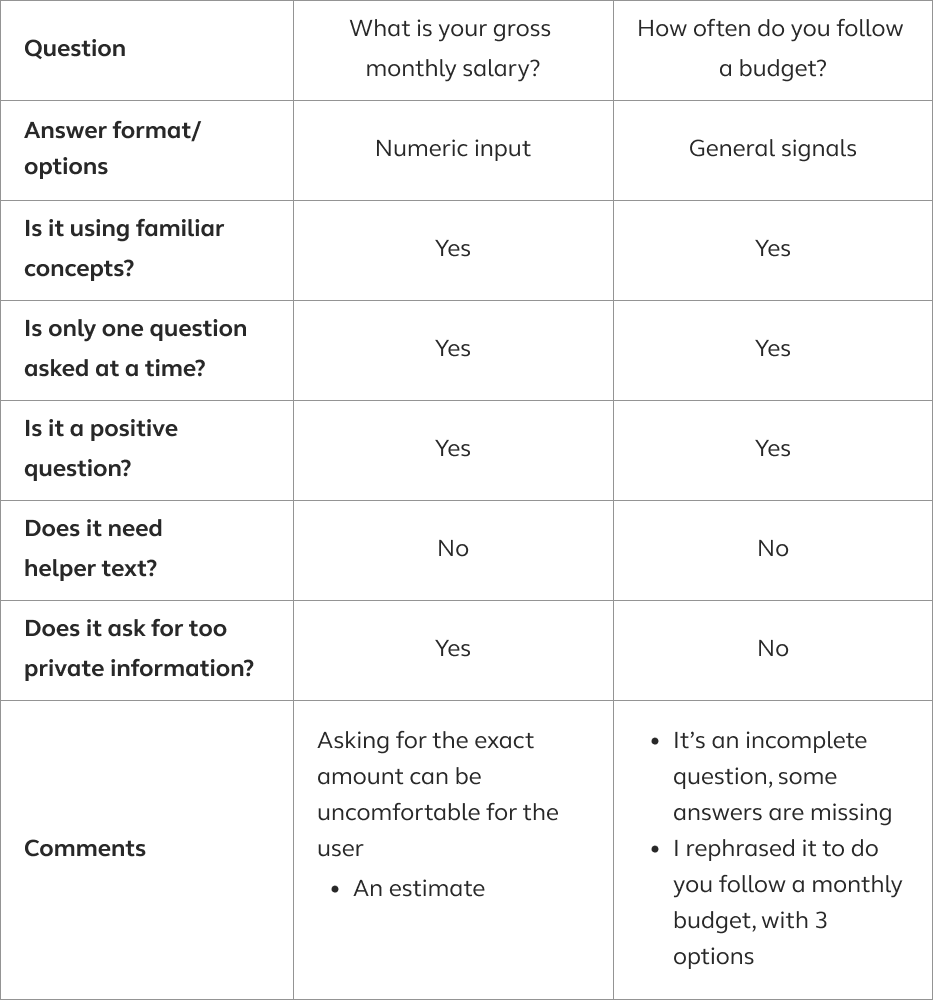 Question
What is your gross
monthly salary?
How often do you follow
a budget?
Answer format/
options
Numeric input
General signals
Is it using familiar
concepts?
Yes
Yes
Is only one question
asked at a time?
Yes
Yes
Is it a positive
question?
Yes
Yes
Does it need
helper text?
No
No
Does it ask for too
private information?
Yes
No
Comments
Asking for the exact
amount can be
uncomfortable for the
user
• An estimate
• It’s an incomplete
question, some
answers are missing
• I rephrased it to do
you follow a monthly
budget, with 3
options